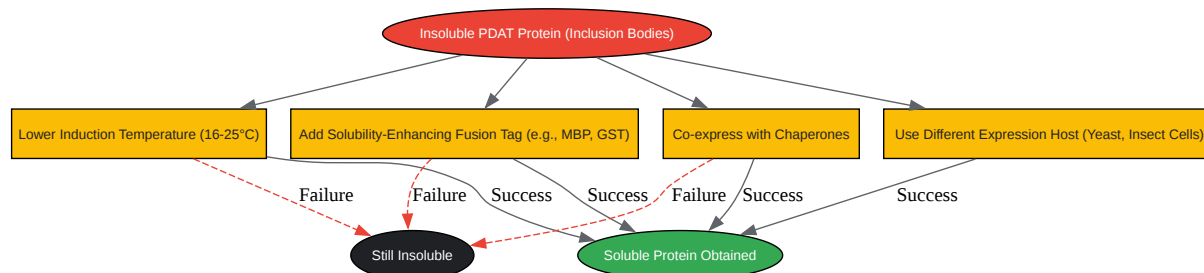 Insoluble PDAT Protein (Inclusion Bodies)
Lower Induction Temperature (16-25°C)
Add Solubility-Enhancing Fusion Tag (e.g., MBP, GST)
Co-express with Chaperones
Use Different Expression Host (Yeast, Insect Cells)
Failure
Failure
Success
Success
Failure
Success
Success
Still Insoluble
Soluble Protein Obtained